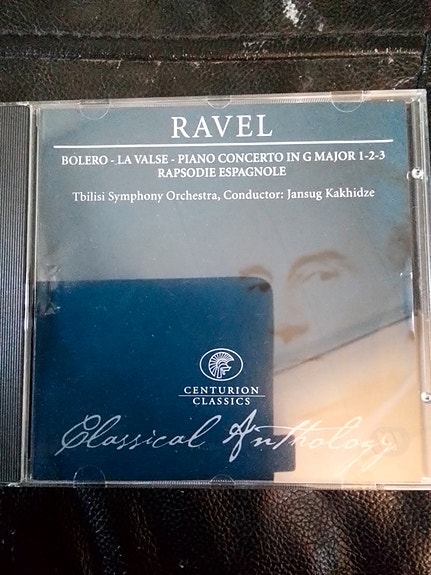 RAVEL
BOLERO - LA VALSE - PIANO CONCERTO IN G MAJOR 1-2-3
RAPSODIE ESPAGNOLE
Tbilisi Symphony Orchestra, Conductor: Jansug Kakhidze
CENTURION
CLASSICS
Classical Anthology